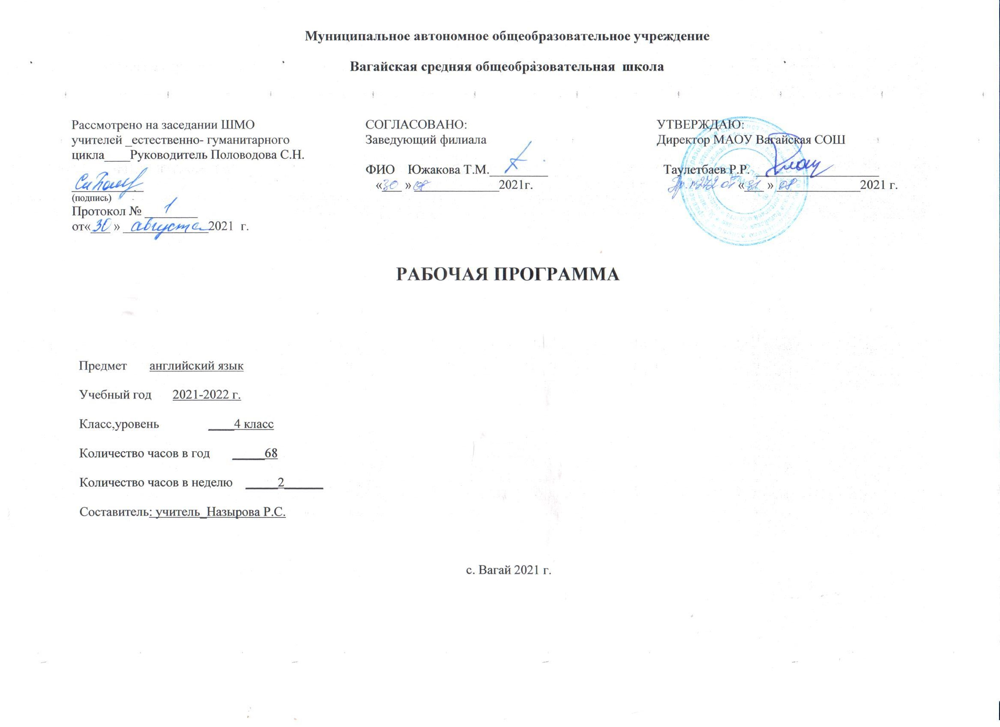 Муниципальное автономное общеобразовательное учреждение
Вагайская средняя общеобразовательная школа
Рассмотрено на заседании ШМО
учителей _естественно- гуманитарного
цикла____Руководитель Половодова С.Н.
(подпись)
Протокол № 1
от«30 » августа 2021 г.
СОГЛАСОВАНО:
Заведующий филиала
ФИО Южакова Т.М.
«30 » 08 2021г.
УТВЕРЖДАЮ:
Директор МАОУ Вагайская СОШ
Таулетбаев Р.Р.
Пр. №272 от «31 » 08 2021 г.
РАБОЧАЯ ПРОГРАММА
Предмет английский язык
Учебный год 2021-2022 г.
Класс,уровень ____4 класс
Количество часов в год _____68
Количество часов в неделю _____2______
Составитель: учитель_Назырова Р.С.
с. Вагай 2021 г.